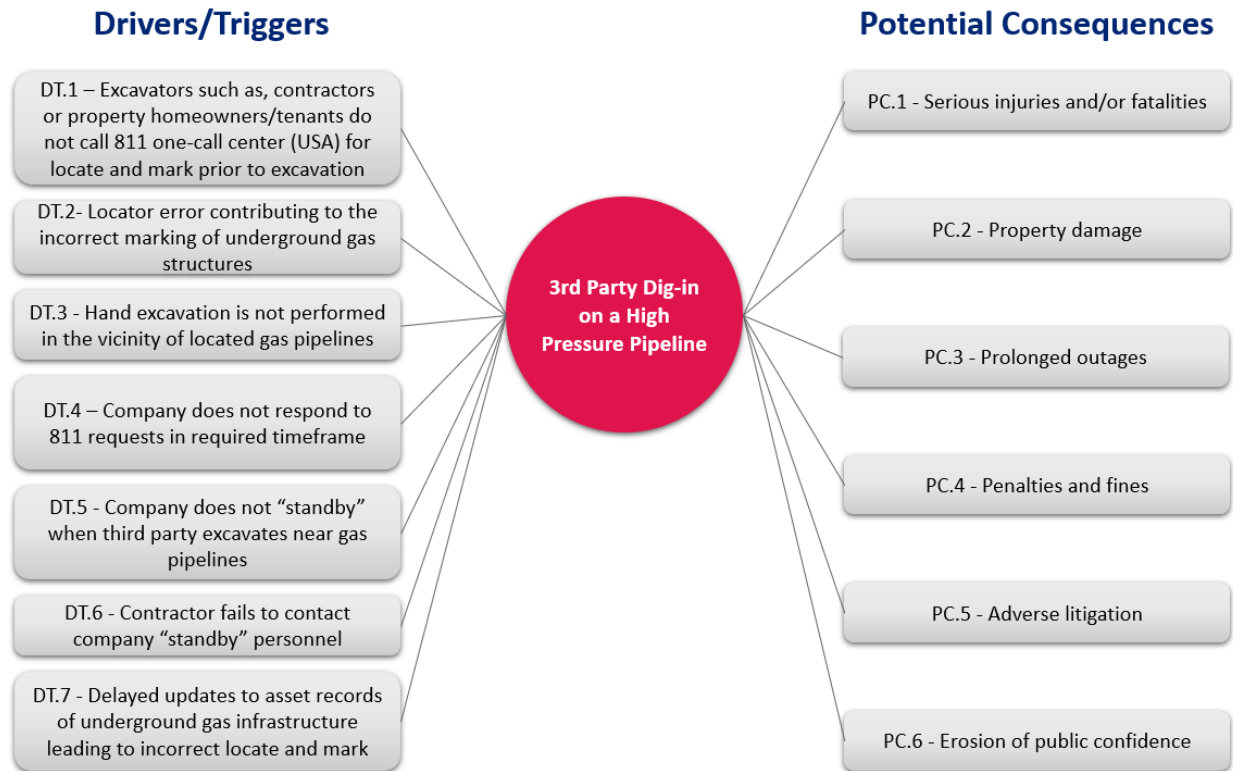 Drivers/Triggers
DT.1 – Excavators such as, contractors
or property homeowners/tenants do
not call 811 one-call center (USA) for
locate and mark prior to excavation
DT.2- Locator error contributing to the
incorrect marking of underground gas
structures
DT.3 - Hand excavation is not performed
in the vicinity of located gas pipelines
DT.4 – Company does not respond to
811 requests in required timeframe
DT.5 - Company does not “standby”
when third party excavates near gas
pipelines
DT.6 - Contractor fails to contact
company “standby” personnel
DT.7 - Delayed updates to asset records
of underground gas infrastructure
leading to incorrect locate and mark
3rd Party Dig-in
on a High
Pressure Pipeline
Potential Consequences
PC.1 - Serious injuries and/or fatalities
PC.2 - Property damage
PC.3 - Prolonged outages
PC.4 - Penalties and fines
PC.5 - Adverse litigation
PC.6 - Erosion of public confidence